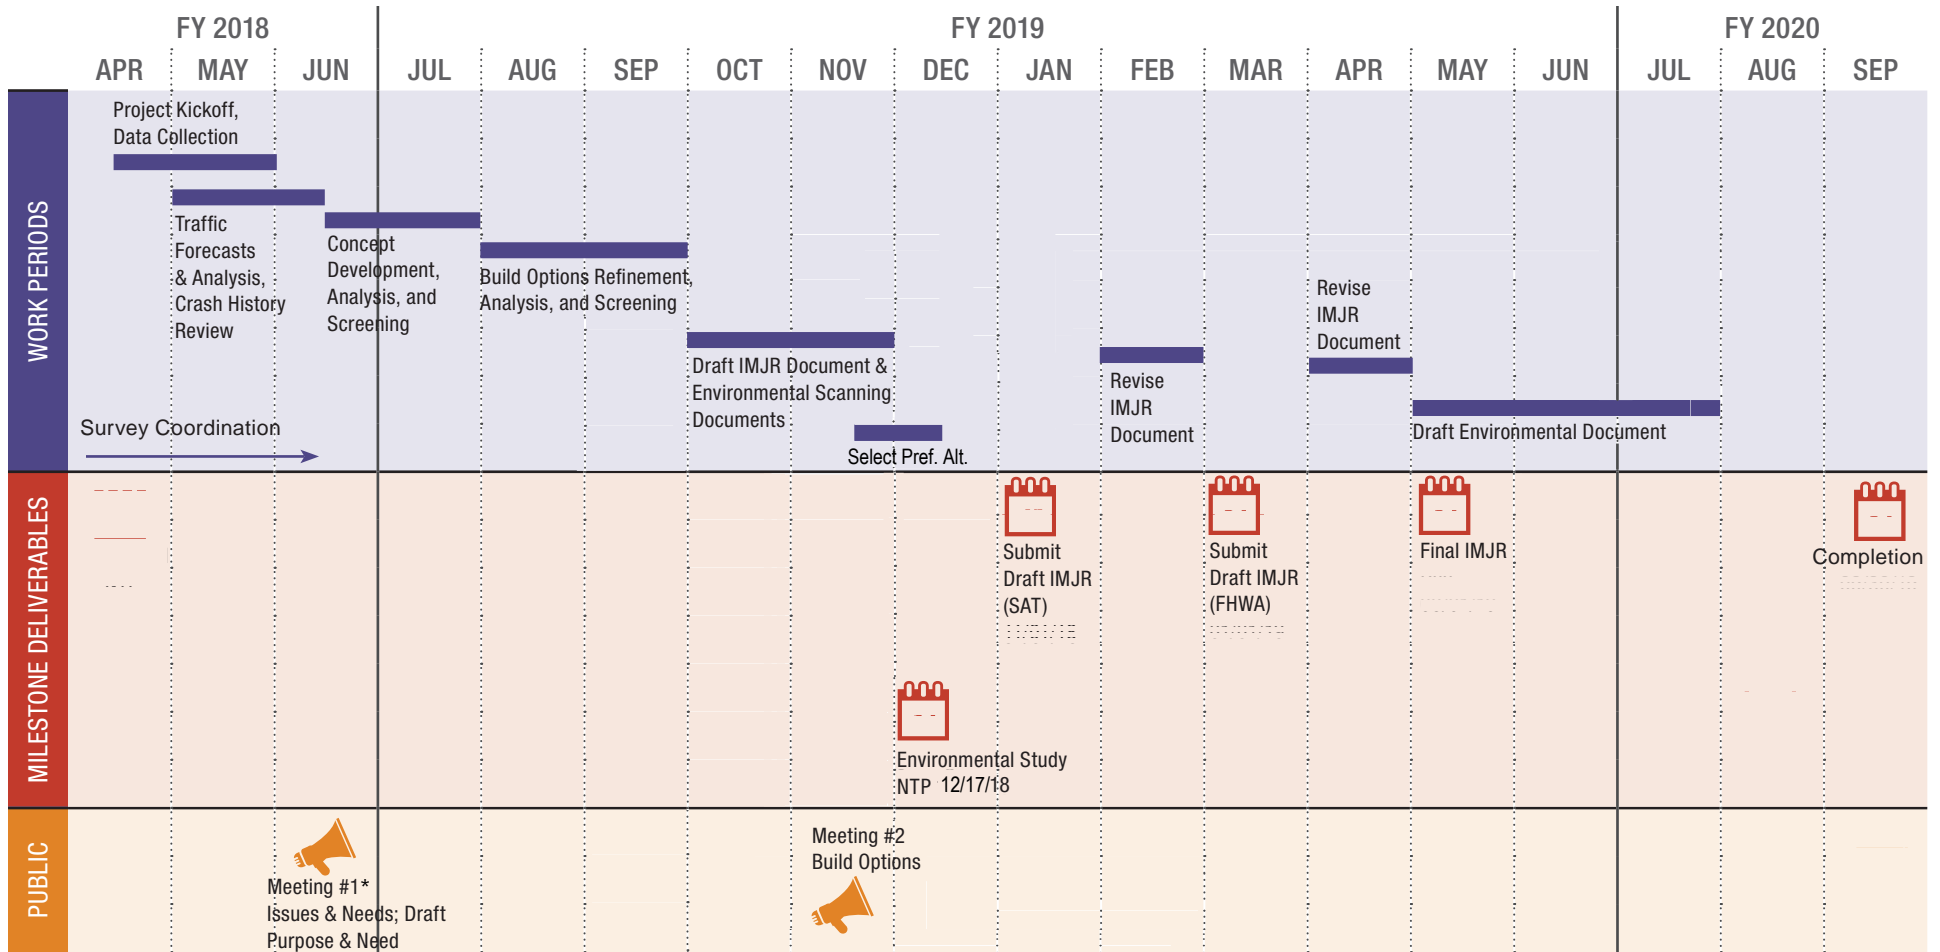 FY 2018
FY 2019
FY 2020
APR
MAY
JUN
JUL
AUG
SEP
OCT
NOV
DEC
JAN
FEB
MAR
APR
MAY
JUN
JUL
AUG
SEP
WORK PERIODS
Project Kickoff,
Data Collection
Traffic
Forecasts
& Analysis,
Crash History
Review
Concept
Development,
Analysis, and
Screening
Build Options Refinement,
Analysis, and Screening
Draft IMJR Document &
Environmental Scanning
Documents
Select Pref. Alt.
Revise
IMJR
Document
Revise
IMJR
Document
Draft Environmental Document
Survey Coordination
MILESTONE DELIVERABLES
Submit
Draft IMJR
(SAT)
Submit
Draft IMJR
(FHWA)
Final IMJR
Completion
Environmental Study
NTP 12/17/18
PUBLIC
Meeting #1*
Issues & Needs; Draft
Purpose & Need
Meeting #2
Build Options